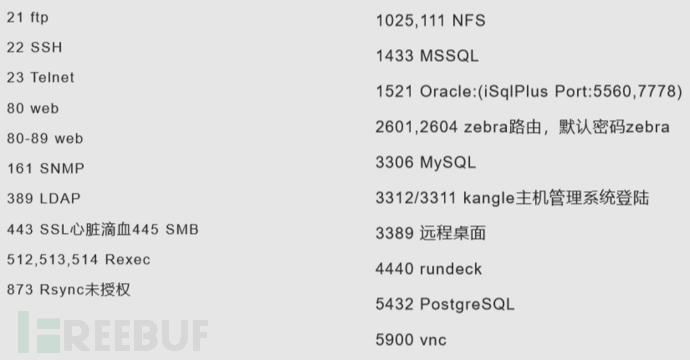 21 ftp
22 SSH
23 Telnet
80 web
80-89 web
161 SNMP
389 LDAP
443 SSL心脏滴血445 SMB
512,513,514 Rexec
873 Rsync未授权
1025,111 NFS
1433 MSSQL
1521 Oracle:(iSqlPlus Port:5560,7778)
2601,2604 zebra路由，默认密码zebra
3306 MySQL
3312/3311 kangle主机管理系统登陆
3389 远程桌面
4440 rundeck
5432 PostgreSQL
5900 vnc
FREEBUF